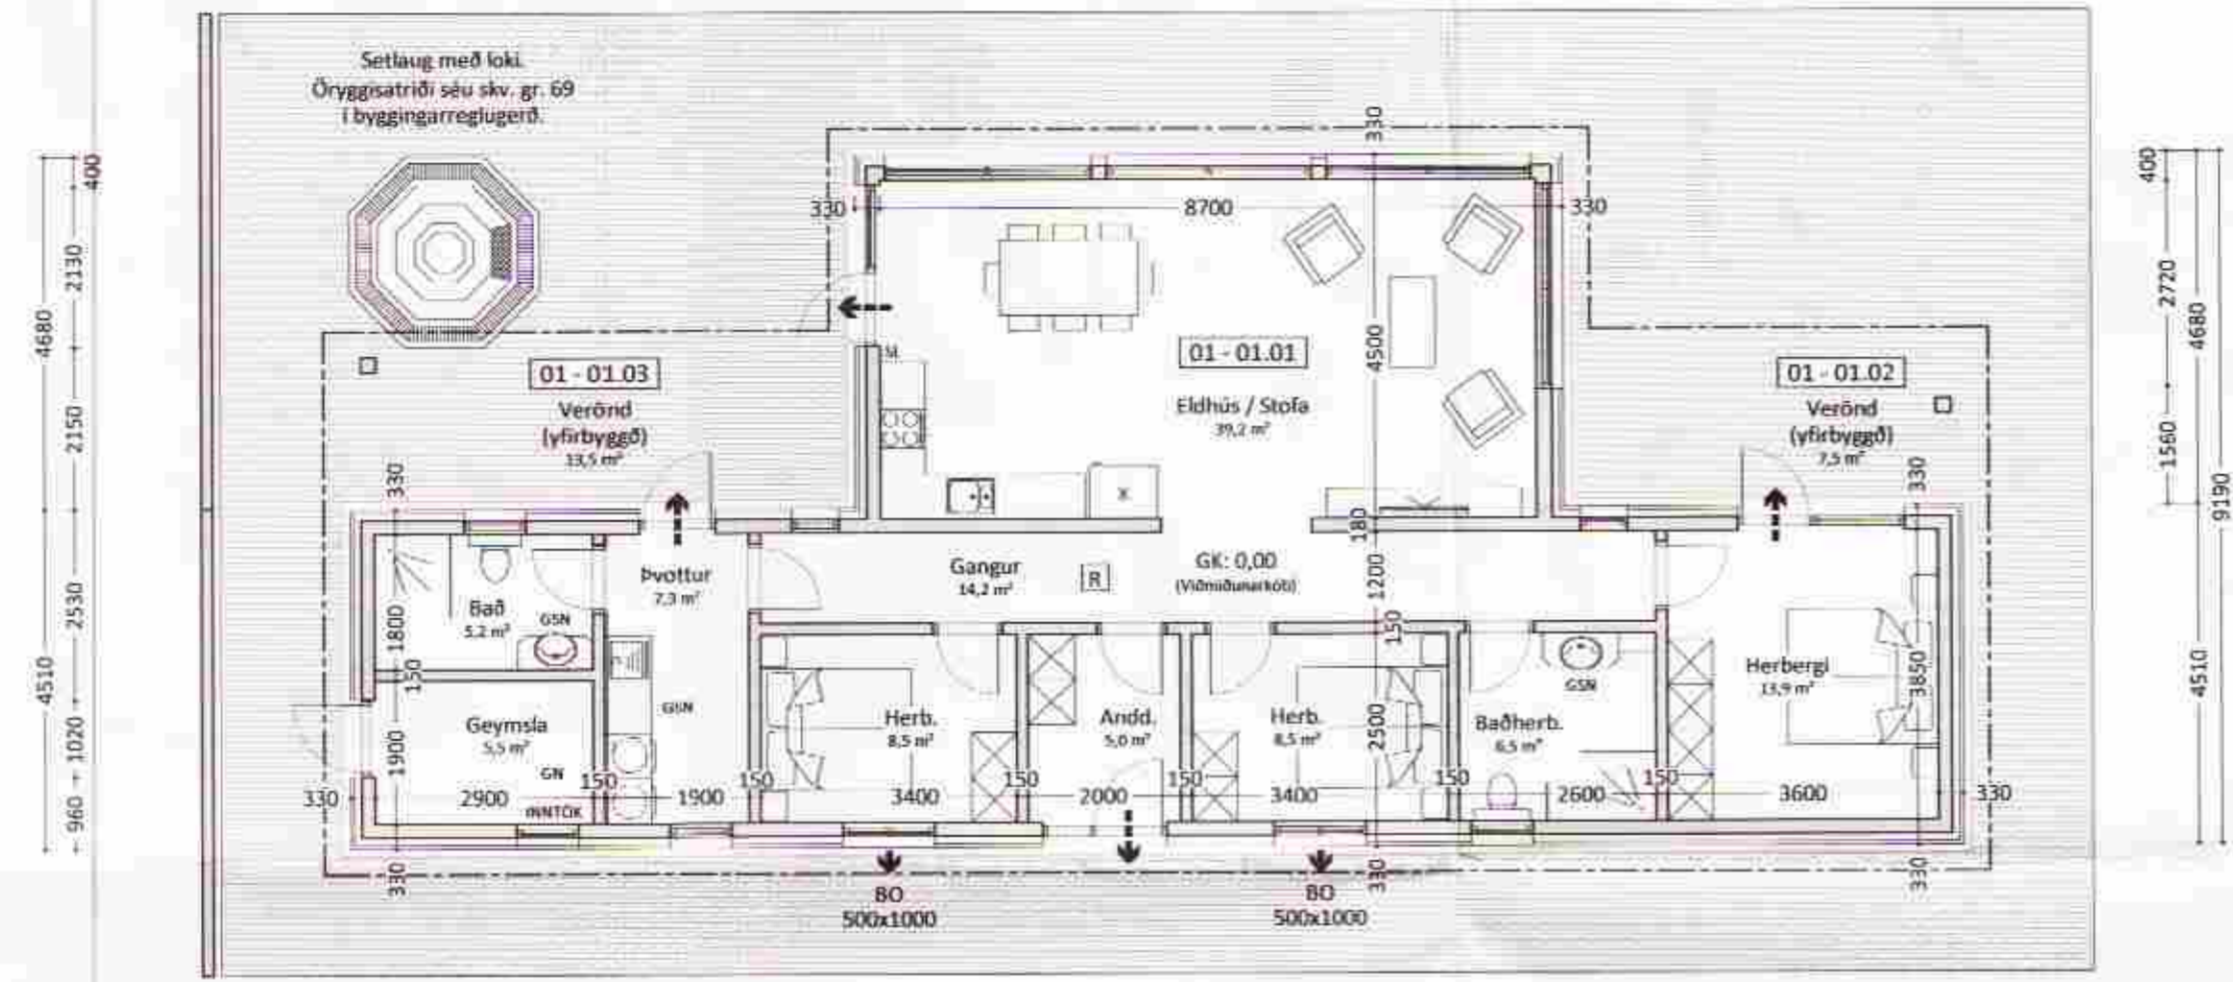 Setlaug með loki.
Öryggisatriði séu skv. gr. 69
í byggingarreglugerð.
400
2130
4680
2150
2530
4510
1020
960
330
330
8700
330
4500
01 - 01.01
Eldhús / Stofa
39,2 m²
SL
X
01 - 01.03
Verönd
(yfirbyggð)
13,5 m²
330
01 - 01.02
Verönd
(yfirbyggð)
7,5 m²
330
400
2720
4680
1560
9190
4510
Bað
5,2 m²
GSN
1800
150
Þvottur
7,3 m²
GSN
Gangur
14,2 m²
R
GK: 0,00
(Viðmiðunarkóti)
180
1200
150
Geymsla
5,5 m²
GN
INNTÖK
1900
330
2900
150
1900
150
Herb.
8,5 m²
3400
150
Andd.
5,0 m²
2000
150
Herb.
8,5 m²
3400
2500
150
Baðherb.
6,5 m²
GSN
2600
150
Herbergi
13,9 m²
3850
3600
330
330
BO
500x1000
BO
500x1000
330
330